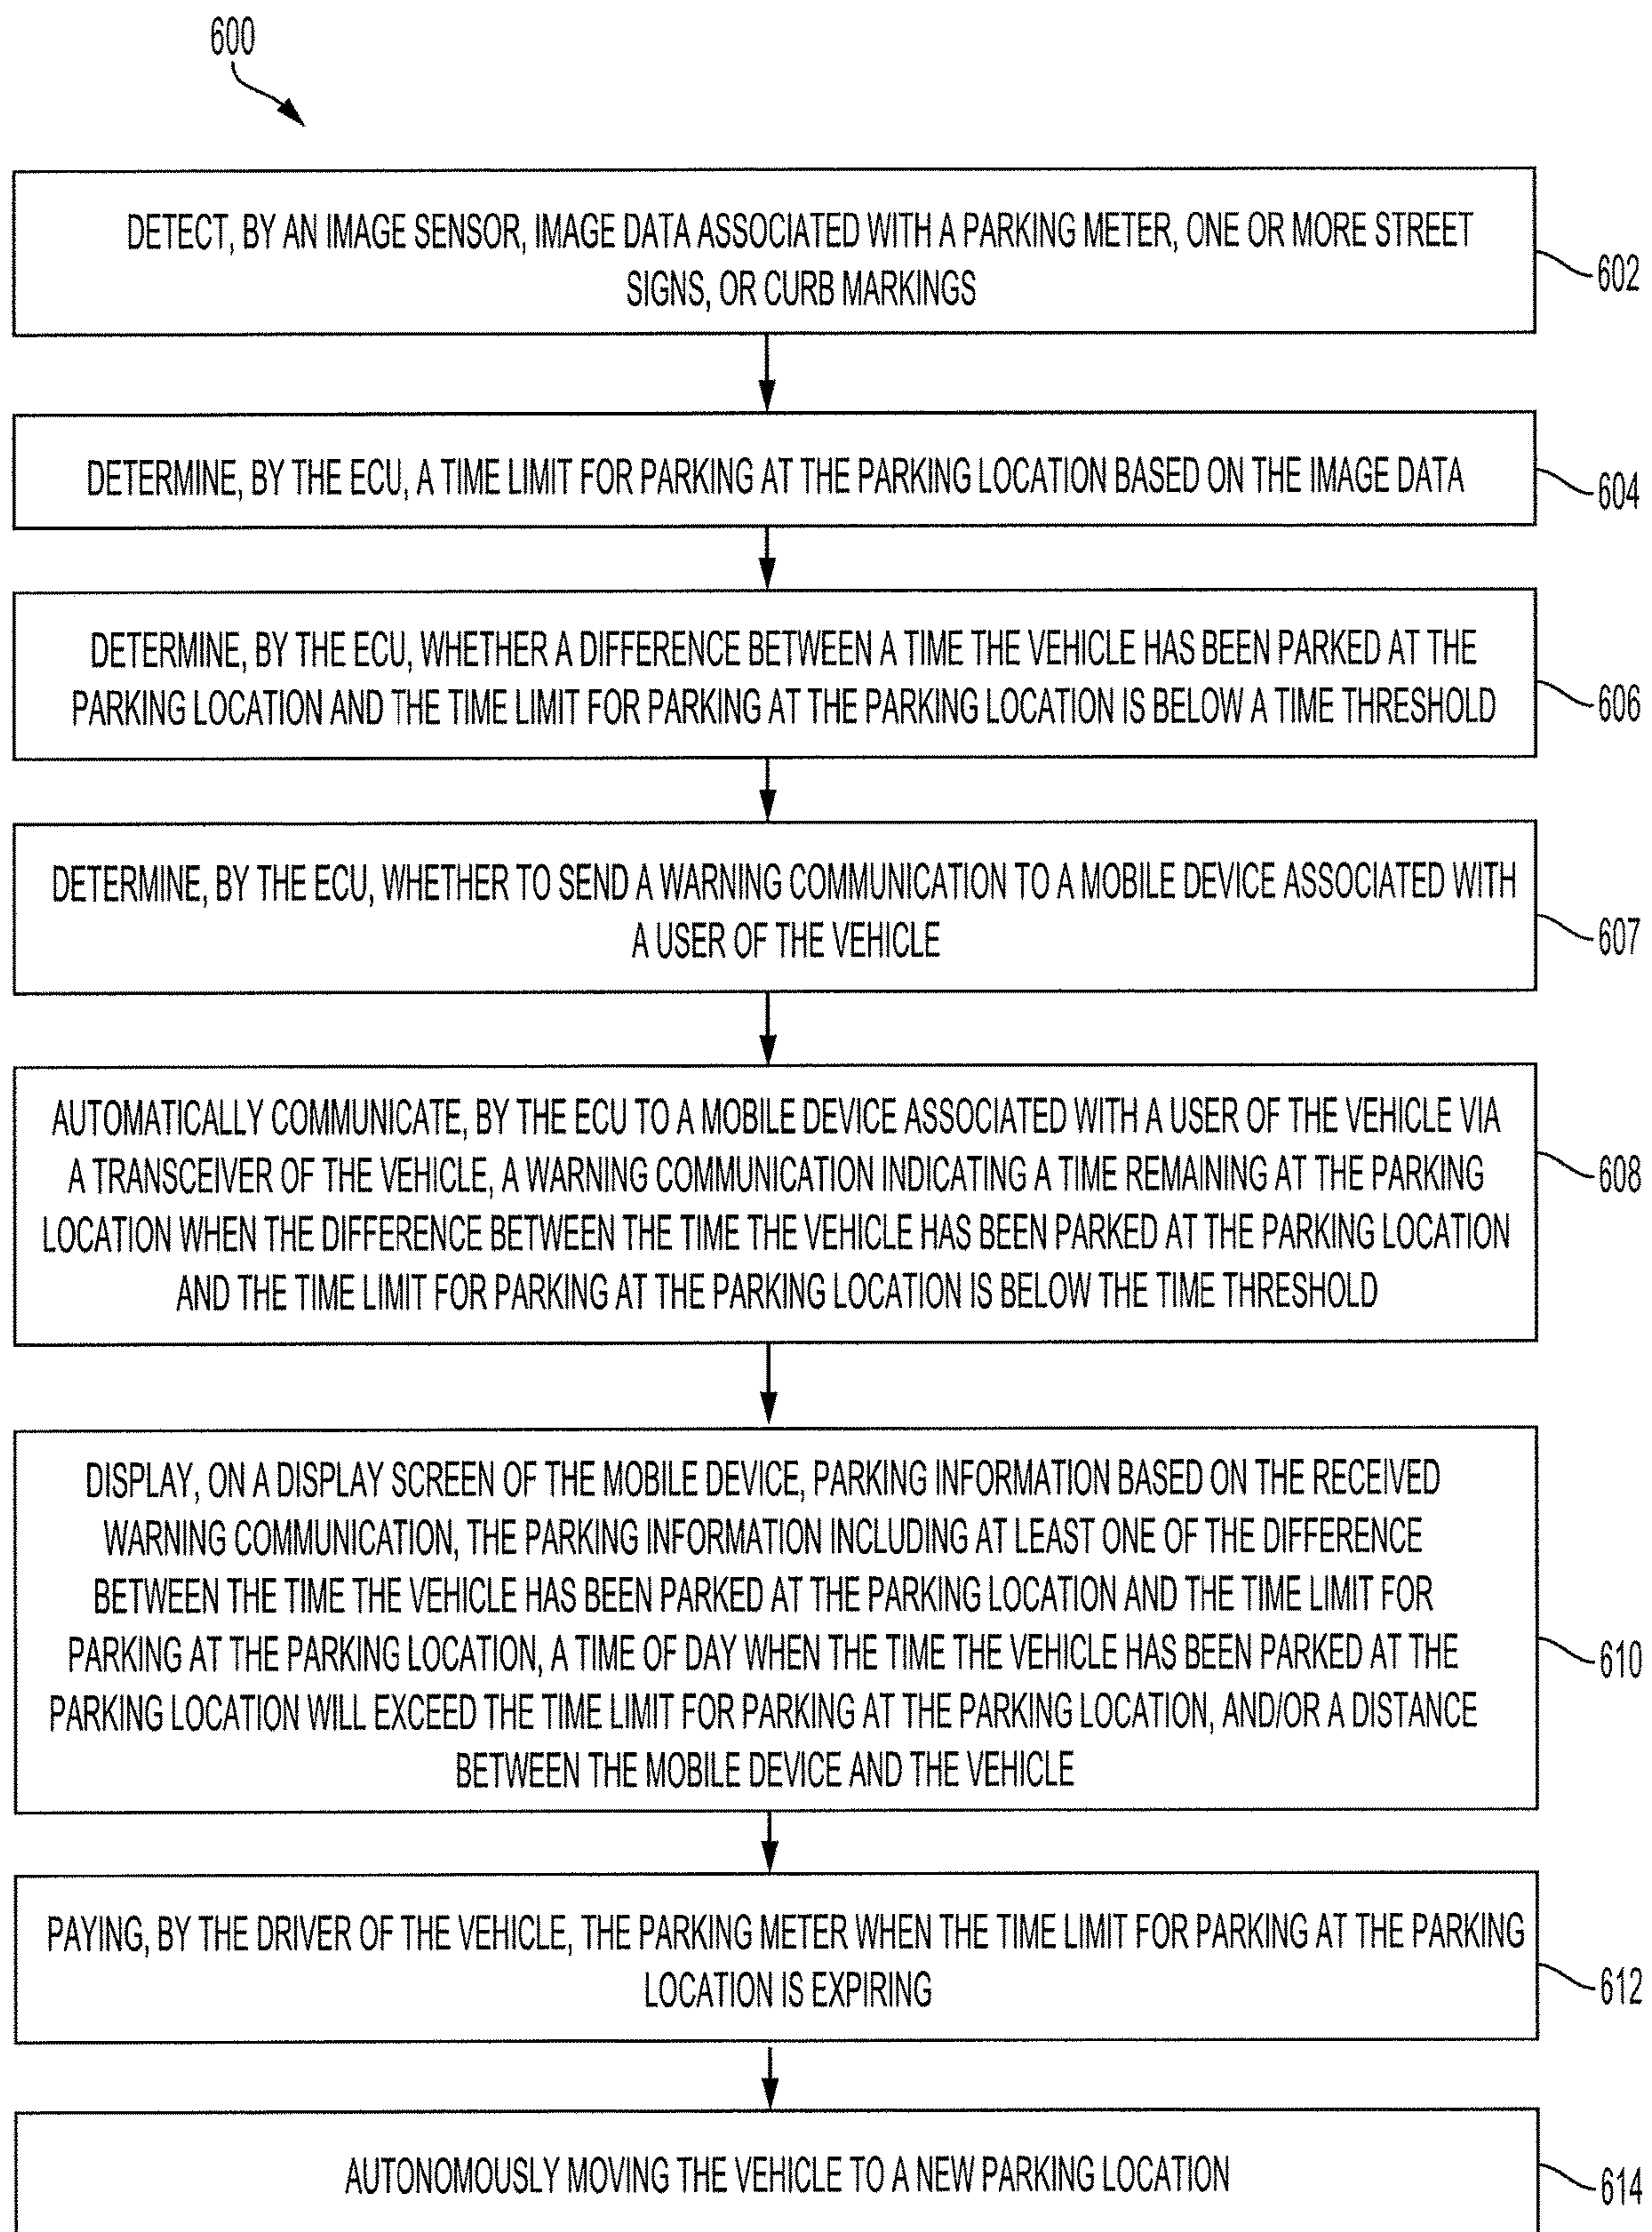 600
DETECT, BY AN IMAGE SENSOR, IMAGE DATA ASSOCIATED WITH A PARKING METER, ONE OR MORE STREET
SIGNS, OR CURB MARKINGS
602
DETERMINE, BY THE ECU, A TIME LIMIT FOR PARKING AT THE PARKING LOCATION BASED ON THE IMAGE DATA
604
DETERMINE, BY THE ECU, WHETHER A DIFFERENCE BETWEEN A TIME THE VEHICLE HAS BEEN PARKED AT THE
PARKING LOCATION AND THE TIME LIMIT FOR PARKING AT THE PARKING LOCATION IS BELOW A TIME THRESHOLD
606
DETERMINE, BY THE ECU, WHETHER TO SEND A WARNING COMMUNICATION TO A MOBILE DEVICE ASSOCIATED WITH
A USER OF THE VEHICLE
607
AUTOMATICALLY COMMUNICATE, BY THE ECU TO A MOBILE DEVICE ASSOCIATED WITH A USER OF THE VEHICLE VIA
A TRANSCEIVER OF THE VEHICLE, A WARNING COMMUNICATION INDICATING A TIME REMAINING AT THE PARKING
LOCATION WHEN THE DIFFERENCE BETWEEN THE TIME THE VEHICLE HAS BEEN PARKED AT THE PARKING LOCATION
AND THE TIME LIMIT FOR PARKING AT THE PARKING LOCATION IS BELOW THE TIME THRESHOLD
608
DISPLAY, ON A DISPLAY SCREEN OF THE MOBILE DEVICE, PARKING INFORMATION BASED ON THE RECEIVED
WARNING COMMUNICATION, THE PARKING INFORMATION INCLUDING AT LEAST ONE OF THE DIFFERENCE
BETWEEN THE TIME THE VEHICLE HAS BEEN PARKED AT THE PARKING LOCATION AND THE TIME LIMIT FOR
PARKING AT THE PARKING LOCATION, A TIME OF DAY WHEN THE TIME THE VEHICLE HAS BEEN PARKED AT THE
PARKING LOCATION WILL EXCEED THE TIME LIMIT FOR PARKING AT THE PARKING LOCATION, AND/OR A DISTANCE
BETWEEN THE MOBILE DEVICE AND THE VEHICLE
610
PAYING, BY THE DRIVER OF THE VEHICLE, THE PARKING METER WHEN THE TIME LIMIT FOR PARKING AT THE PARKING
LOCATION IS EXPIRING
612
AUTONOMOUSLY MOVING THE VEHICLE TO A NEW PARKING LOCATION
614